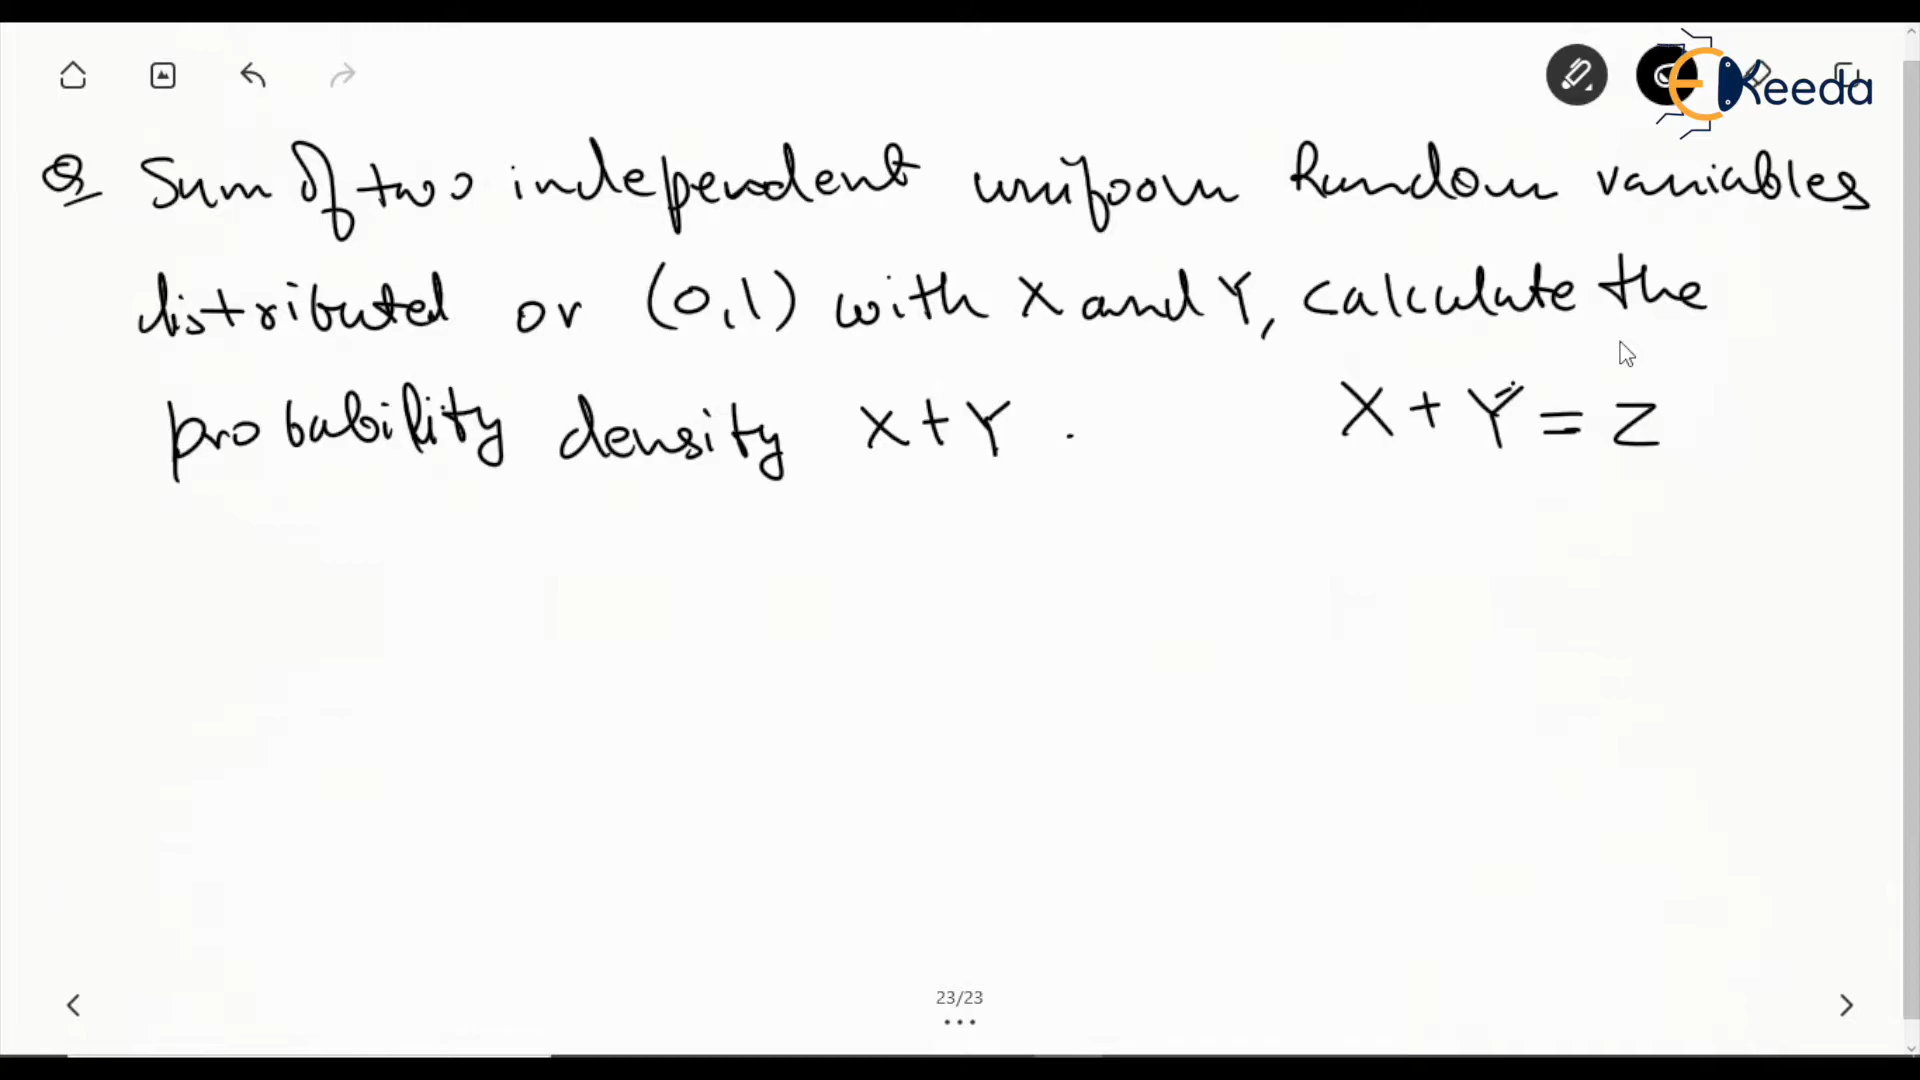 EKeeda
Q Sum of two independent uniform Random variables
distributed or (0,1) with X and Y, calculate the
probability density X+Y .
X + Y = Z
23/23